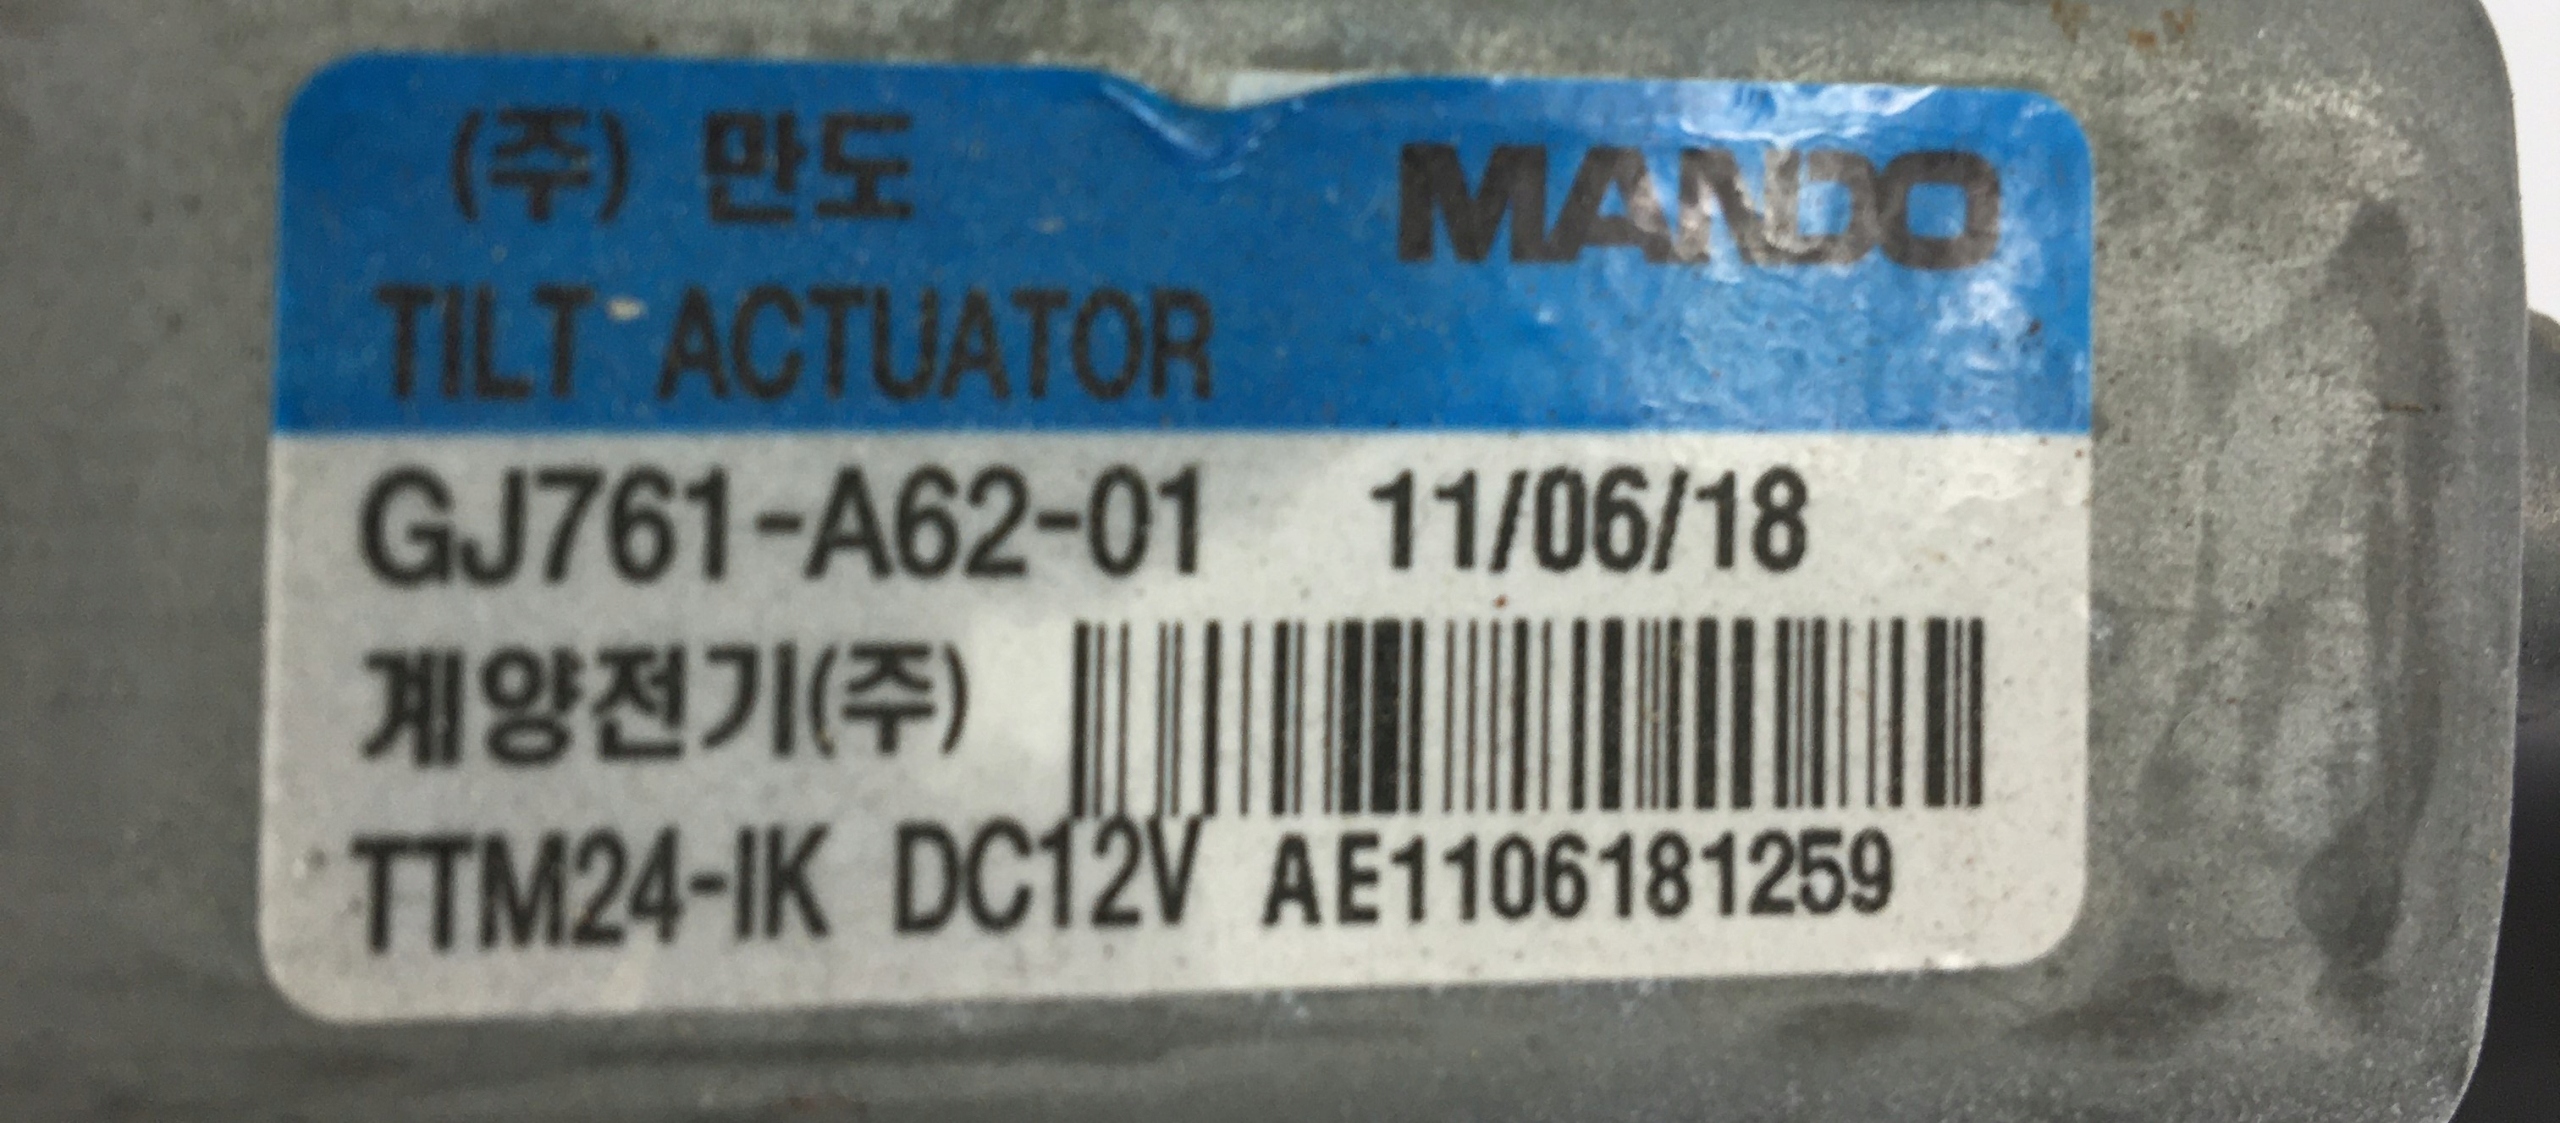 (주) 만도 MANDO
TILT ACTUATOR
GJ761-A62-01 11/06/18
계양전기(주)
TTM24-IK DC12V AE1106181259